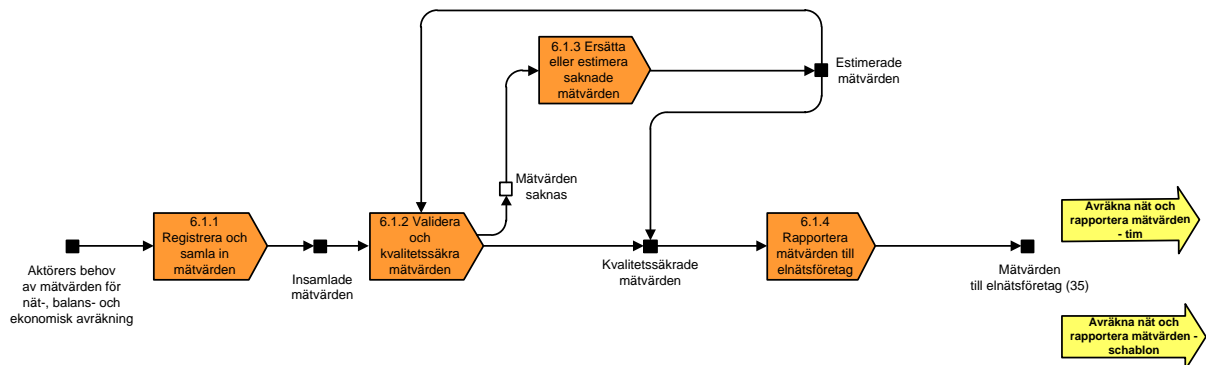 6.1.3 Ersätta
eller estimera
saknade
mätvärden
Estimerade
mätvärden
Mätvärden
saknas
6.1.1
Registrera och
samla in
mätvärden
6.1.2 Validera
och
kvalitetssäkra
mätvärden
6.1.4
Rapportera
mätvärden till
elnätsföretag
Avräkna nät och
rapportera mätvärden
- tim
Aktörers behov
av mätvärden för
nät-, balans- och
ekonomisk avräkning
Insamlade
mätvärden
Kvalitetssäkrade
mätvärden
Mätvärden
till elnätsföretag (35)
Avräkna nät och
rapportera mätvärden -
schablon